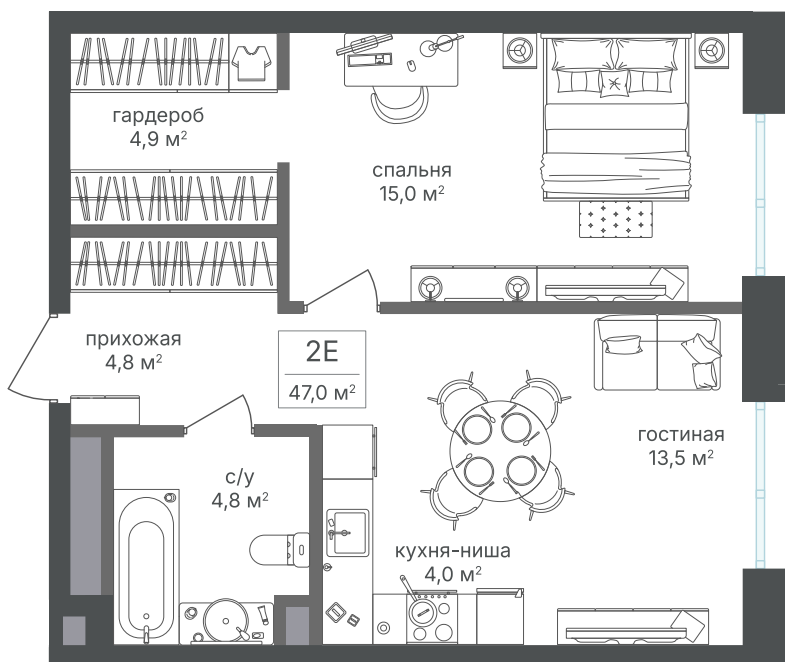 гардероб
4,9 м²
спальня
15,0 м²
прихожая
4,8 м²
2Е
47,0 м²
гостиная
13,5 м²
с/у
4,8 м²
кухня-ниша
4,0 м²